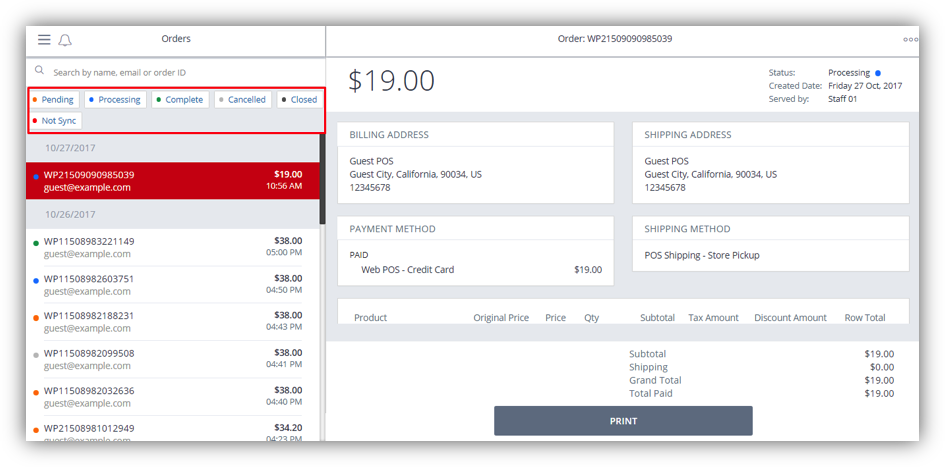 Orders
Search by name, email or order ID
Pending Processing Complete Cancelled Closed
Not Sync
10/27/2017
WP21509090985039 $19.00
guest@example.com 10:56 AM
10/26/2017
WP11508983221149 $38.00
guest@example.com 05:00 PM
WP11508982603751 $38.00
guest@example.com 04:50 PM
WP11508982188231 $38.00
guest@example.com 04:43 PM
WP11508982099508 $38.00
guest@example.com 04:41 PM
WP11508982032636 $38.00
guest@example.com 04:40 PM
WP21508981012949 $34.20
guest@example.com 04:23 PM
Order: WP21509090985039
$19.00
Status: Processing
Created Date: Friday 27 Oct, 2017
Served by: Staff 01
BILLING ADDRESS
Guest POS
Guest City, California, 90034, US
12345678
SHIPPING ADDRESS
Guest POS
Guest City, California, 90034, US
12345678
PAYMENT METHOD
PAID
Web POS - Credit Card $19.00
SHIPPING METHOD
POS Shipping - Store Pickup
Product Original Price Price Qty Subtotal Tax Amount Discount Amount Row Total
Subtotal $19.00
Shipping $0.00
Grand Total $19.00
Total Paid $19.00
PRINT